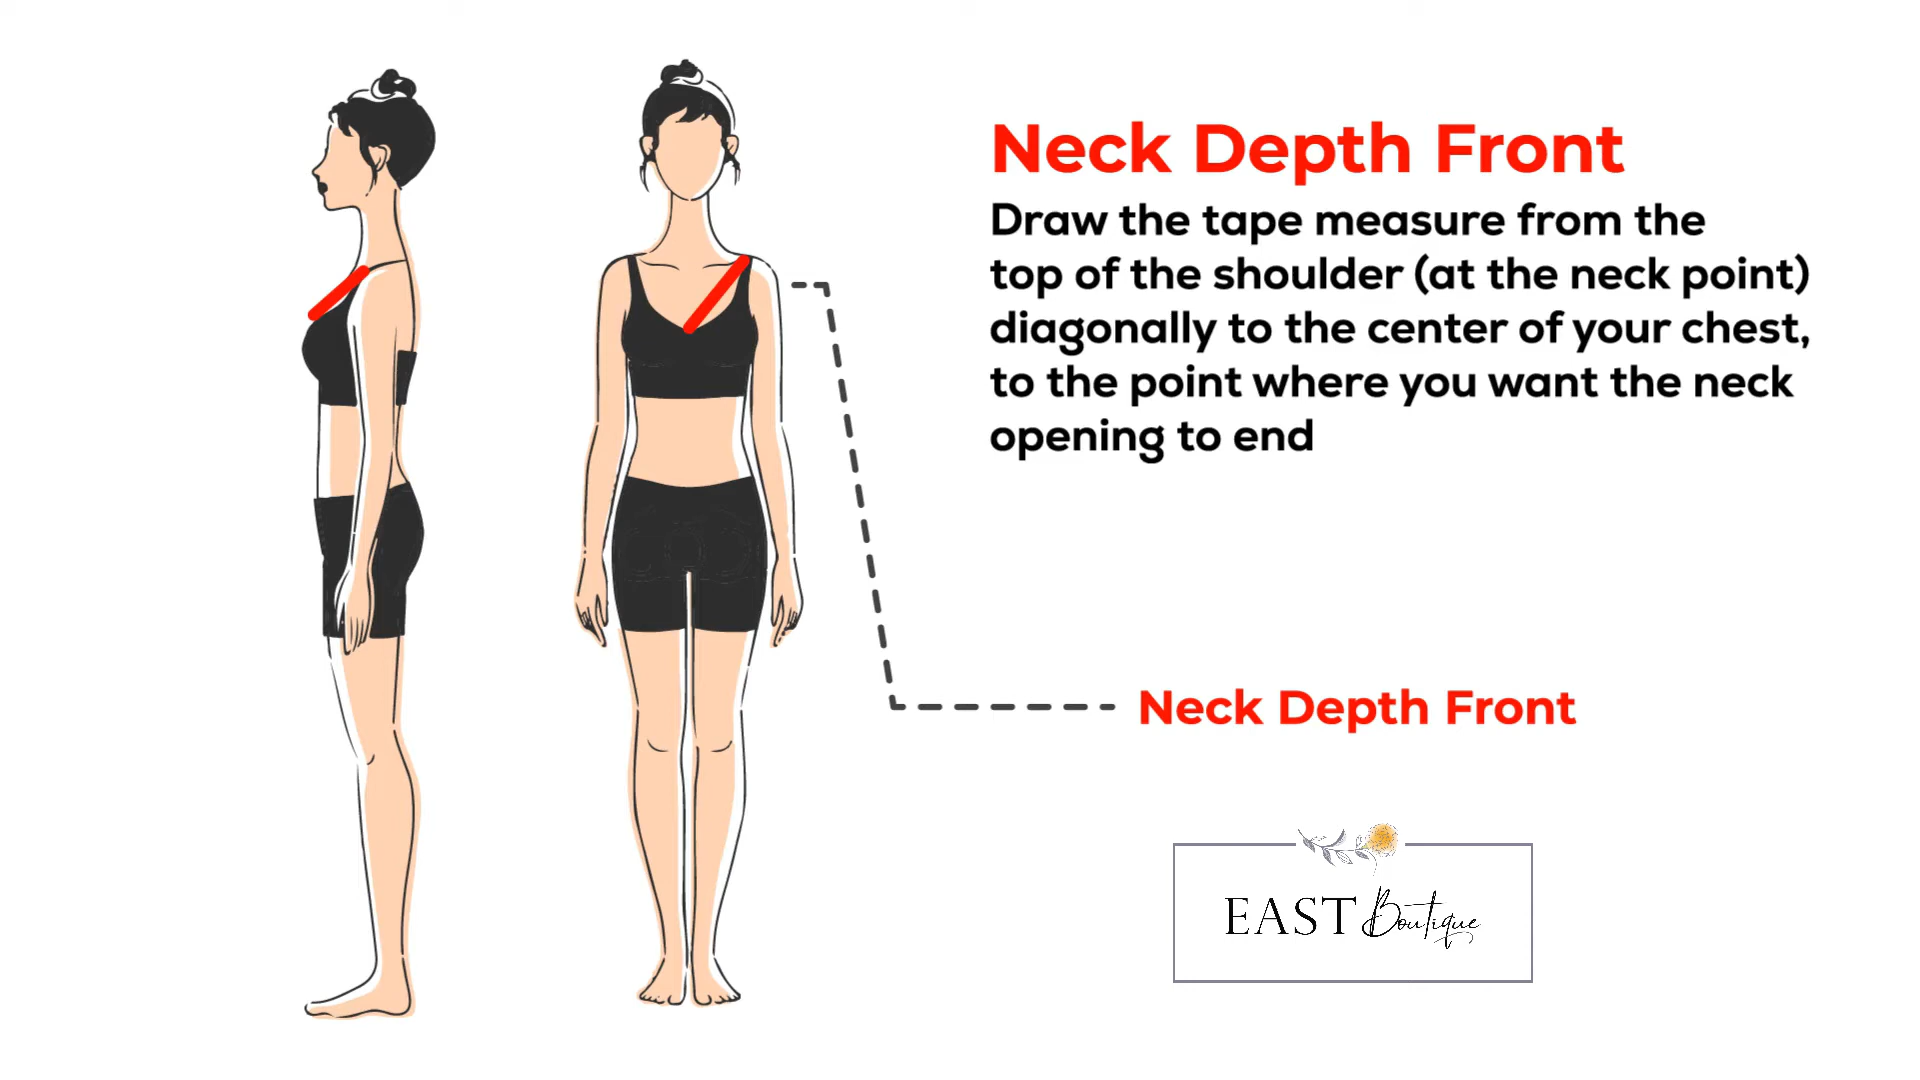 Neck Depth Front
Draw the tape measure from the
top of the shoulder (at the neck point)
diagonally to the center of your chest,
to the point where you want the neck
opening to end
Neck Depth Front
EAST Boutique